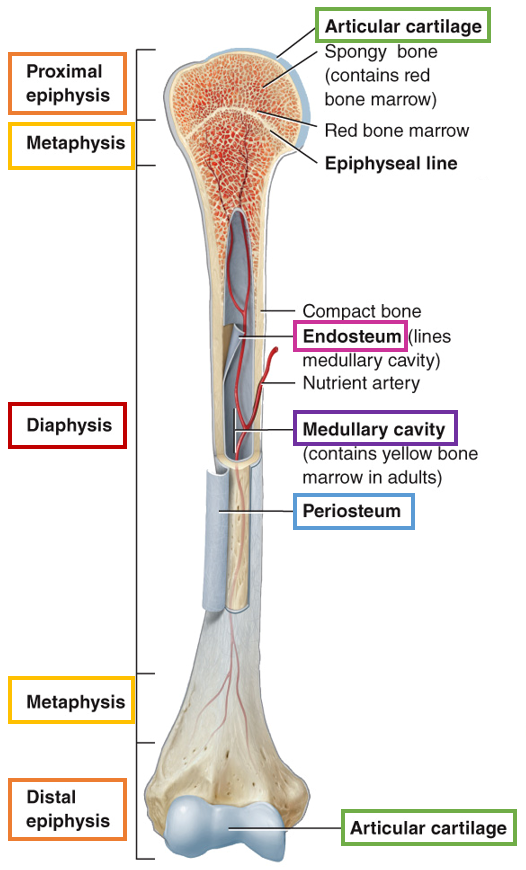 Articular cartilage
Spongy bone
(contains red
bone marrow)
Proximal
epiphysis
Red bone marrow
Metaphysis
Epiphyseal line
Compact bone
Endosteum (lines
medullary cavity)
Nutrient artery
Diaphysis
Medullary cavity
(contains yellow bone
marrow in adults)
Periosteum
Metaphysis
Distal
epiphysis
Articular cartilage